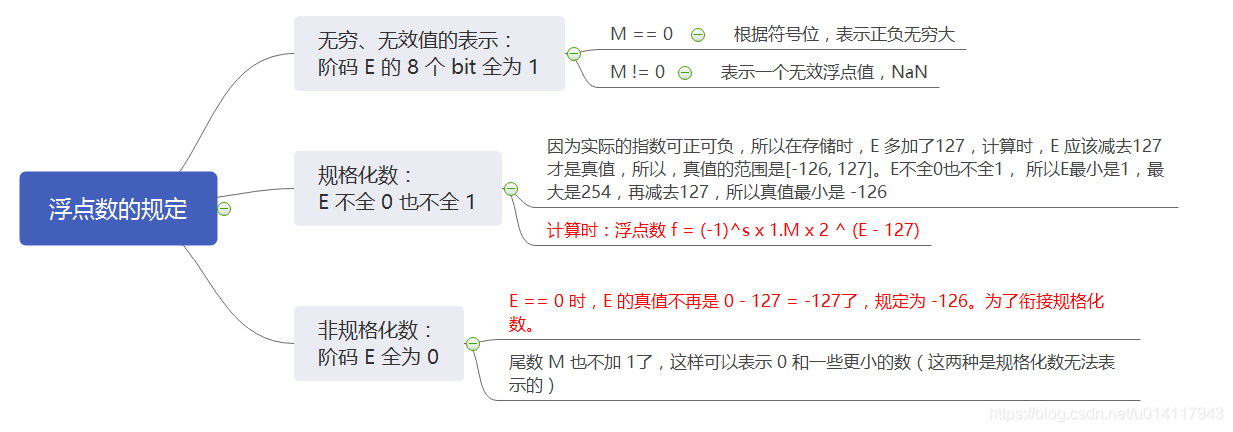 浮点数的规定
无穷、无效值的表示：
阶码 E 的 8 个 bit 全为 1
M == 0
根据符号位，表示正负无穷大
M != 0
表示一个无效浮点值，NaN
规格化数：
E 不全 0 也不全 1
因为实际的指数可正可负，所以在存储时，E 多加了127，计算时，E 应该减去127
才是真值，所以，真值的范围是[-126, 127]。E不全0也不全1， 所以E最小是1，最
大是254，再减去127，所以真值最小是 -126
计算时：浮点数 f = (-1)^s x 1.M x 2 ^ (E - 127)
非规格化数：
阶码 E 全为 0
E == 0 时，E 的真值不再是 0 - 127 = -127了，规定为 -126。为了衔接规格化
数。
尾数 M 也不加 1了，这样可以表示 0 和一些更小的数（这两种是规格化数无法表
示的）
https://blog.csdn.net/u014117943